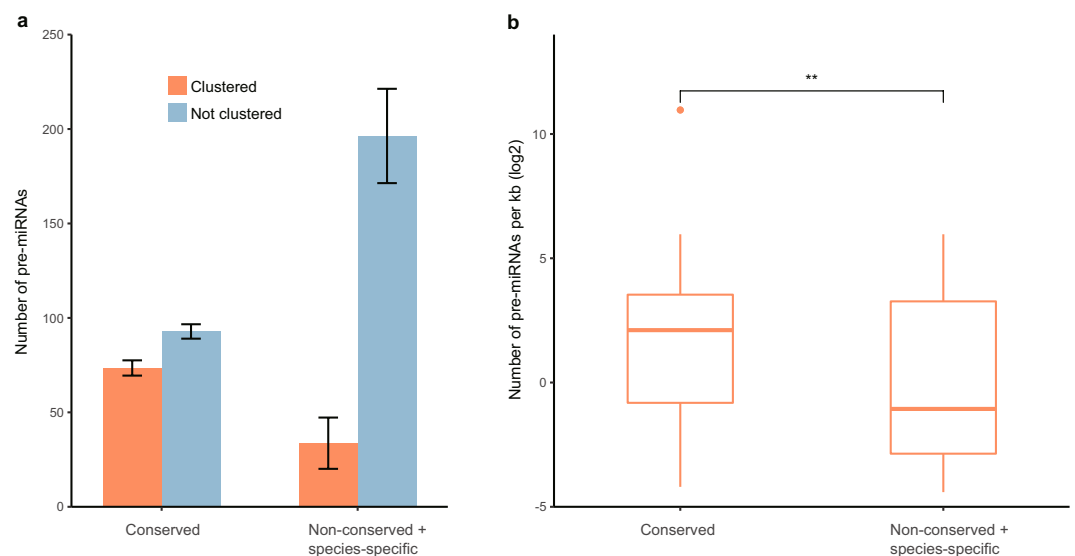 a
Number of pre-miRNAs
250
200
150
100
50
0
Clustered
Not clustered
Conserved
Non-conserved +
species-specific
b
Number of pre-miRNAs per kb (log2)
10
5
0
-5
**
Conserved
Non-conserved +
species-specific